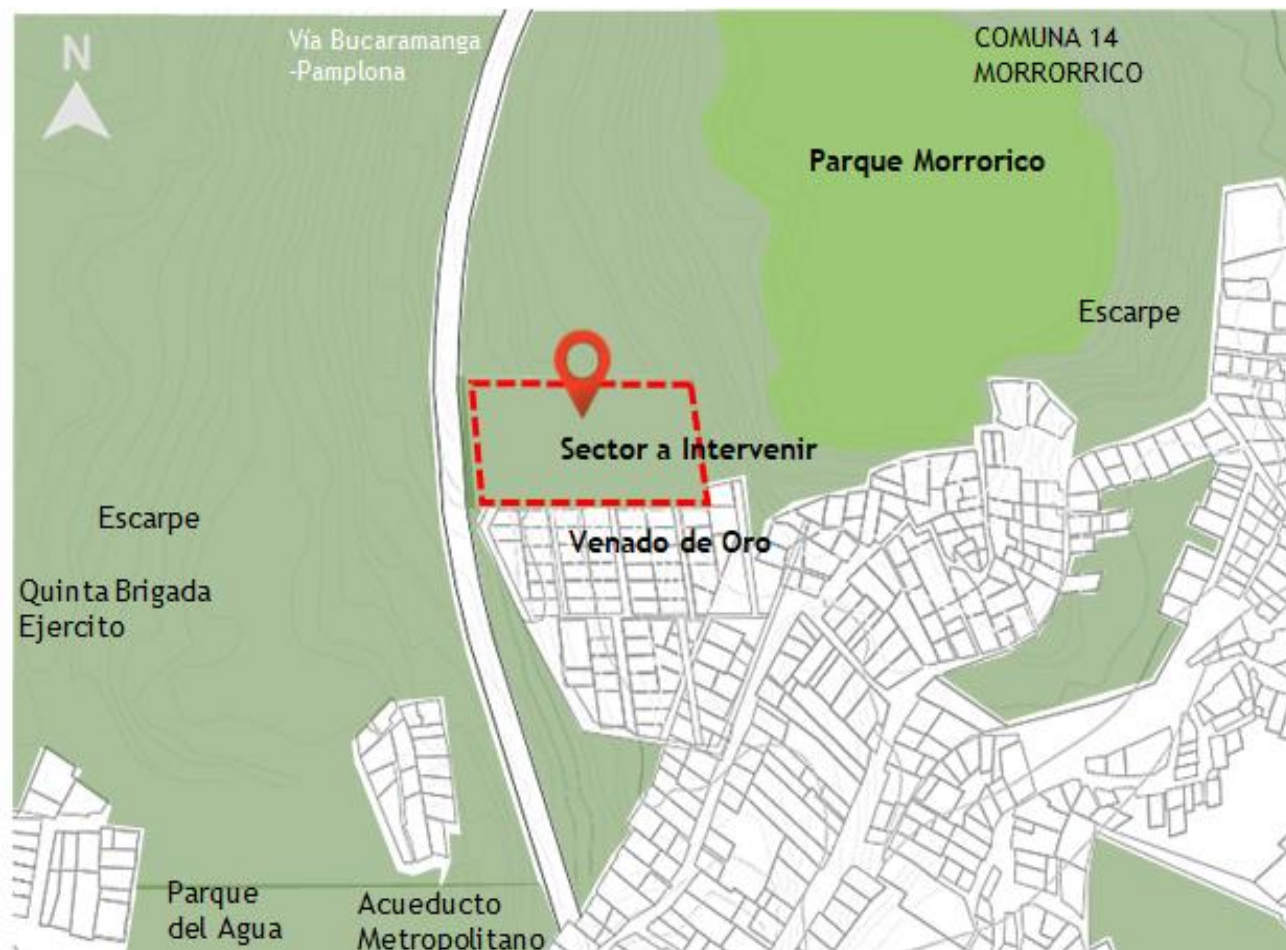 N
Vía Bucaramanga
-Pamplona
COMUNA 14
MORRORRICO
Parque Morrorico
Escarpe
Sector a Intervenir
Escarpe
Venado de Oro
Quinta Brigada
Ejercito
Parque
del Agua
Acueducto
Metropolitano